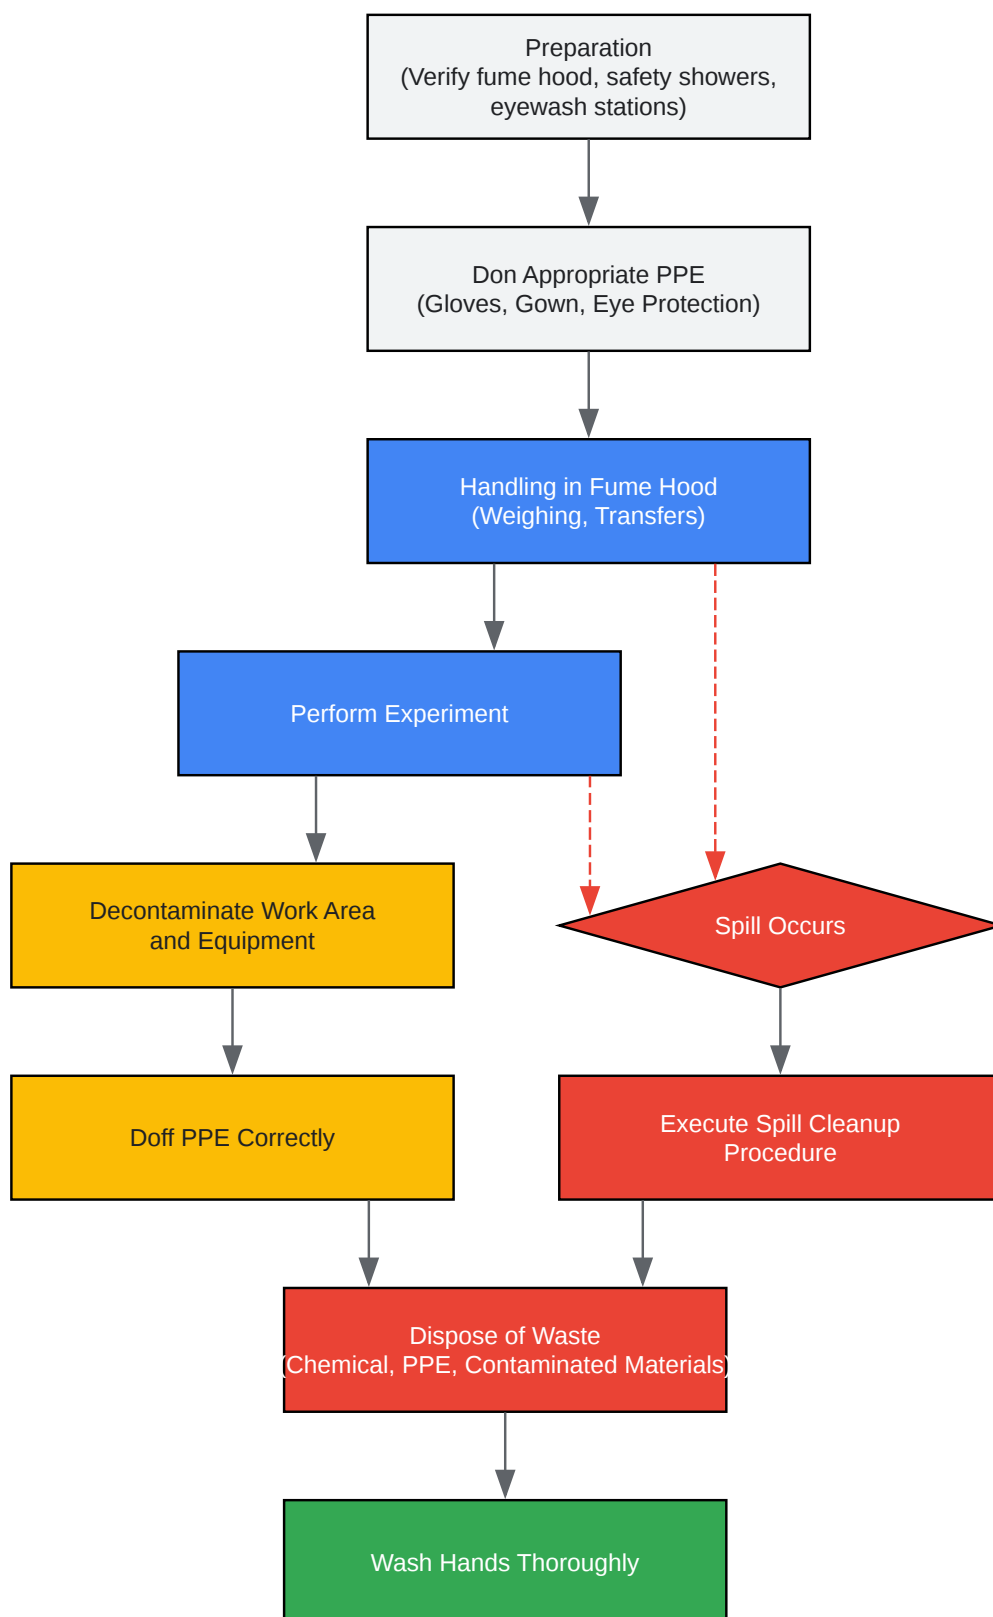 Preparation
(Verify fume hood, safety showers,
eyewash stations)
Don Appropriate PPE
(Gloves, Gown, Eye Protection)
Handling in Fume Hood
(Weighing, Transfers)
Perform Experiment
Decontaminate Work Area
and Equipment
Spill Occurs
Doff PPE Correctly
Execute Spill Cleanup
Procedure
Dispose of Waste
(Chemical, PPE, Contaminated Materials)
Wash Hands Thoroughly